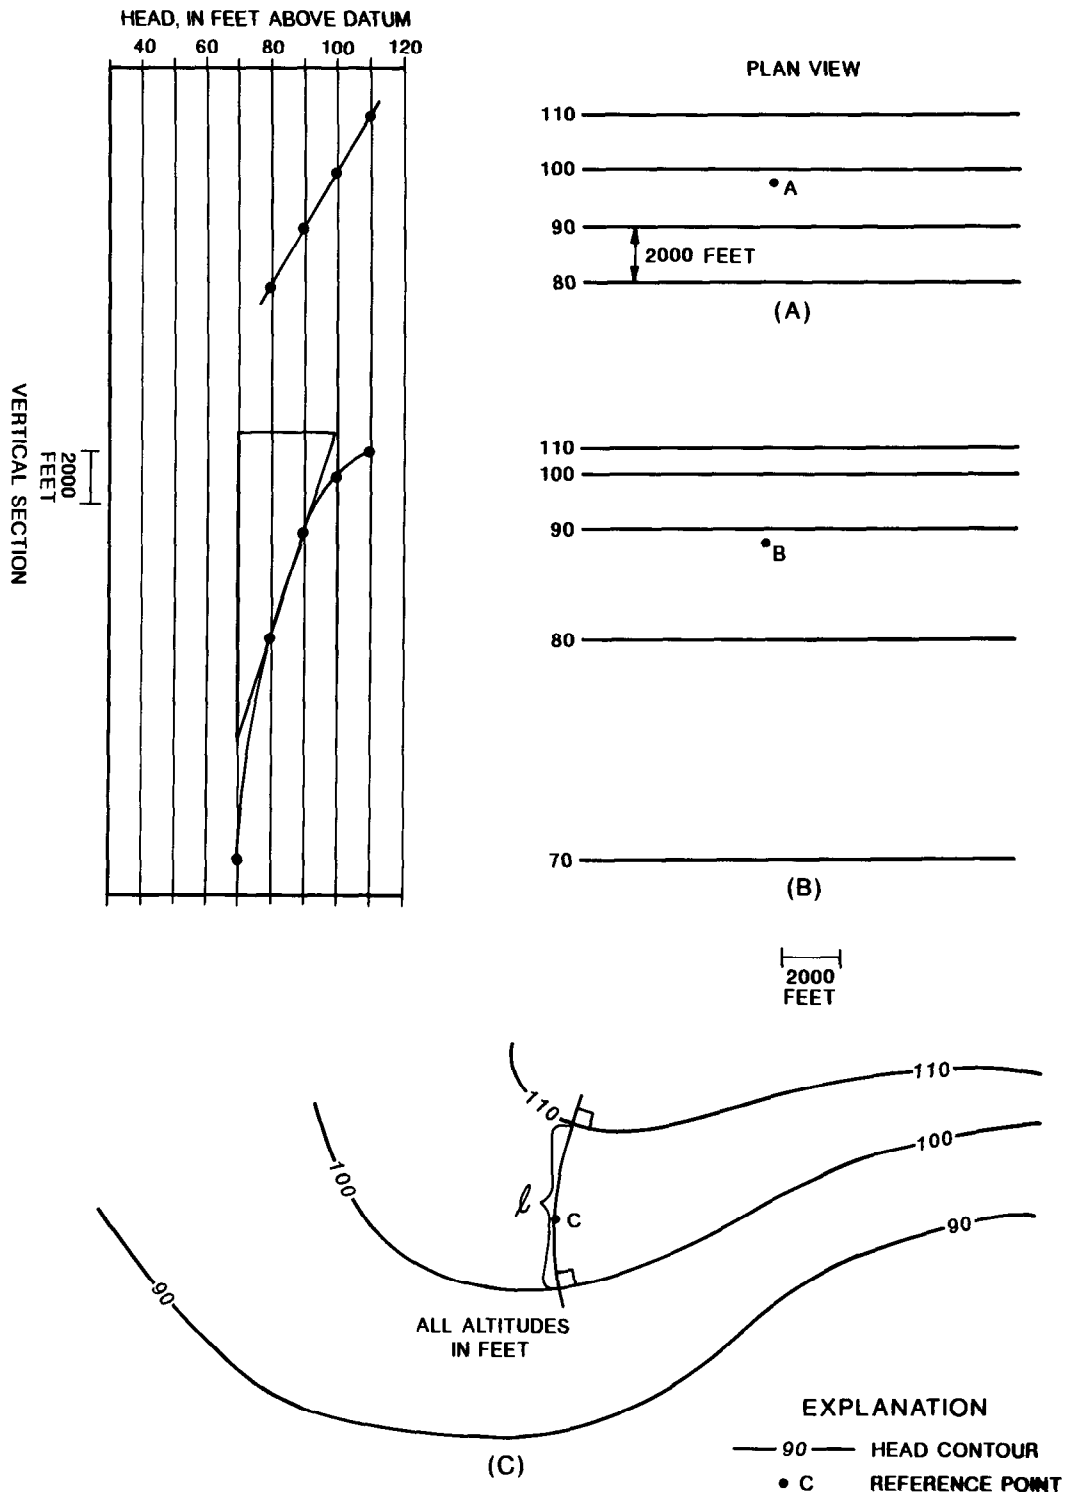 HEAD, IN FEET ABOVE DATUM
40 60 80 100 120
VERTICAL SECTION
2000
FEET
PLAN VIEW
110
100
A
90
2000 FEET
80
(A)
110
100
90
B
80
70
(B)
2000
FEET
110
110
100
100
ℓ
C
90
90
ALL ALTITUDES
IN FEET
(C)
EXPLANATION
90 HEAD CONTOUR
• C REFERENCE POINT